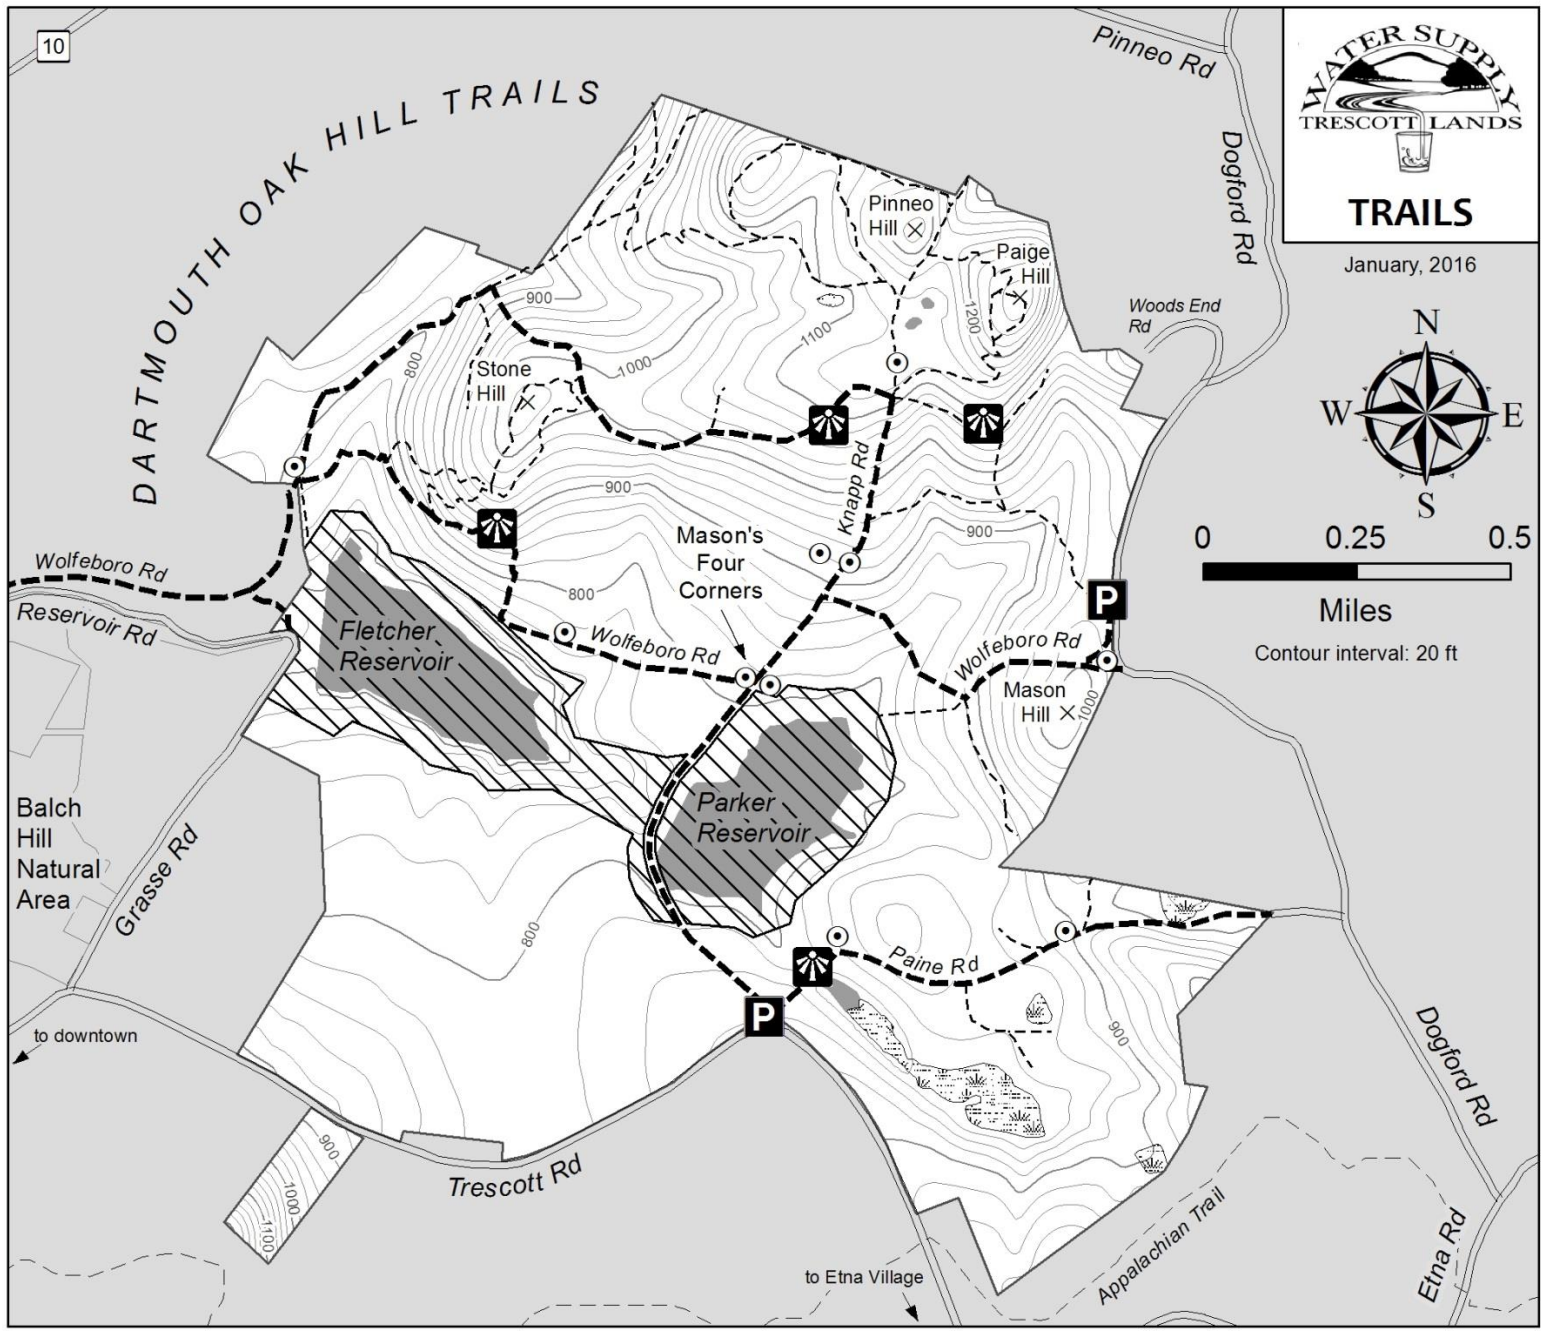 10
DARTMOUTH OAK HILL TRAILS
Pinneo Rd
WATER SUPPLY
TRESCOTT LANDS
TRAILS
January, 2016
Dogford Rd
Pinneo
Hill
Paige
Hill
Woods End
Rd
N
W
E
S
900
1200
1100
800
1000
Stone
Hill
Knapp Rd
900
900
Mason's
Four
Corners
0
0.25
0.5
Miles
Contour interval: 20 ft
Wolfeboro Rd
Reservoir Rd
800
P
Fletcher
Reservoir
Wolfeboro Rd
Wolfeboro Rd
Mason
Hill
1000
Parker
Reservoir
Balch
Hill
Natural
Area
Grasse Rd
800
Paine Rd
P
900
to downtown
Dogford Rd
900
1000
1100
Trescott Rd
Appalachian Trail
Etna Rd
to Etna Village